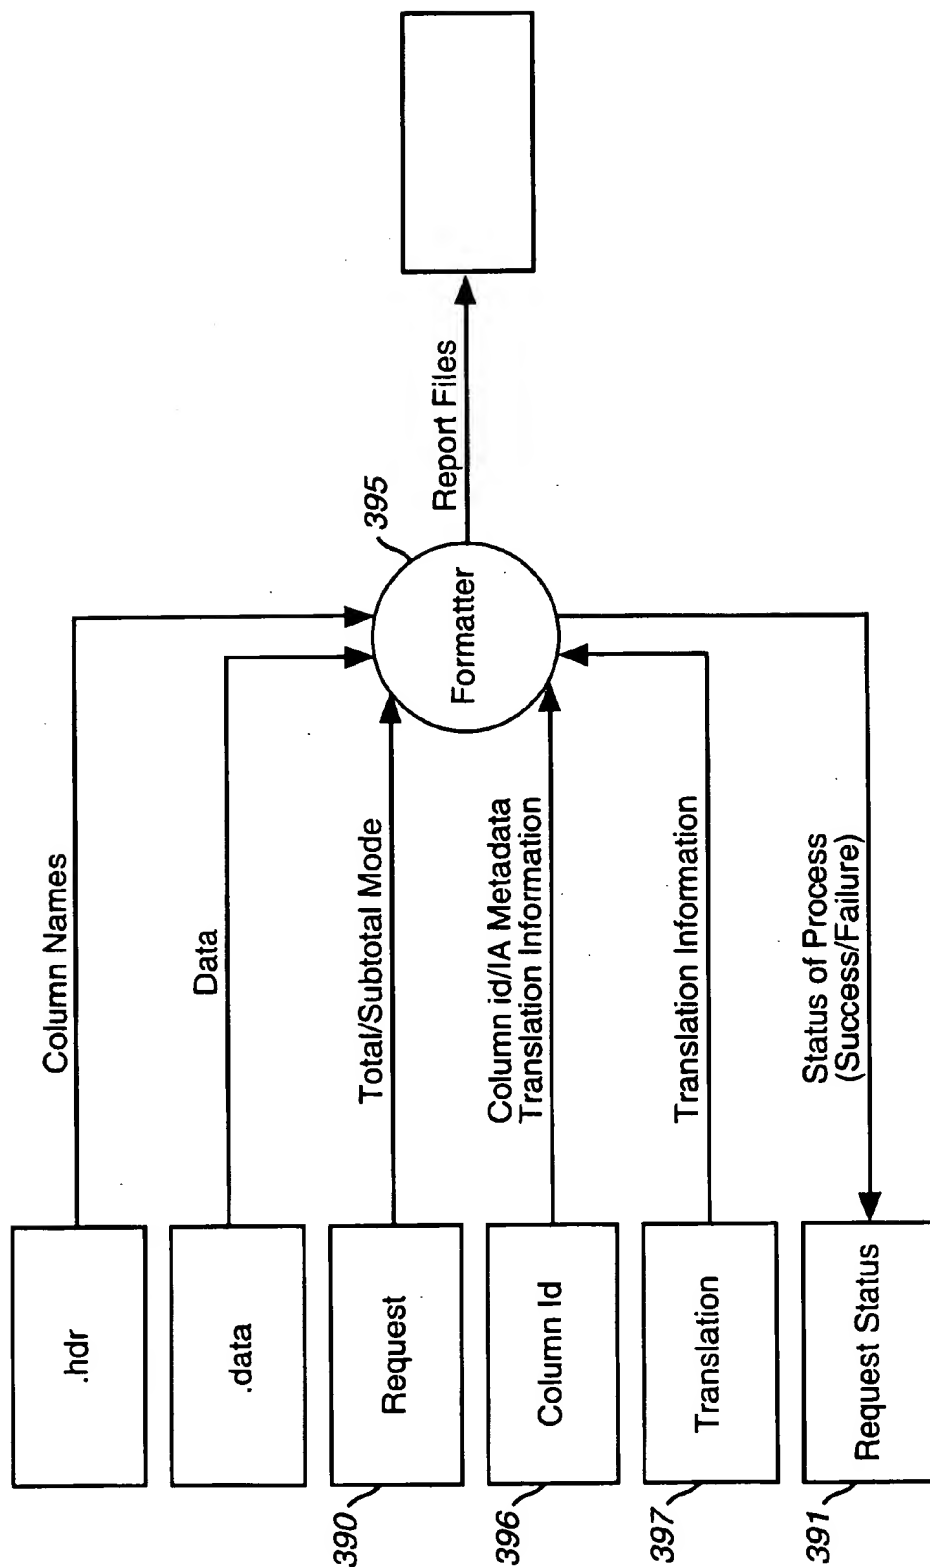 .hdr
Column Names
.data
Data
390
Request
Total/Subtotal Mode
396
Column Id
Column id/IA Metadata
Translation Information
397
Translation
Translation Information
391
Request Status
Status of Process
(Success/Failure)
395
Formatter
Report Files